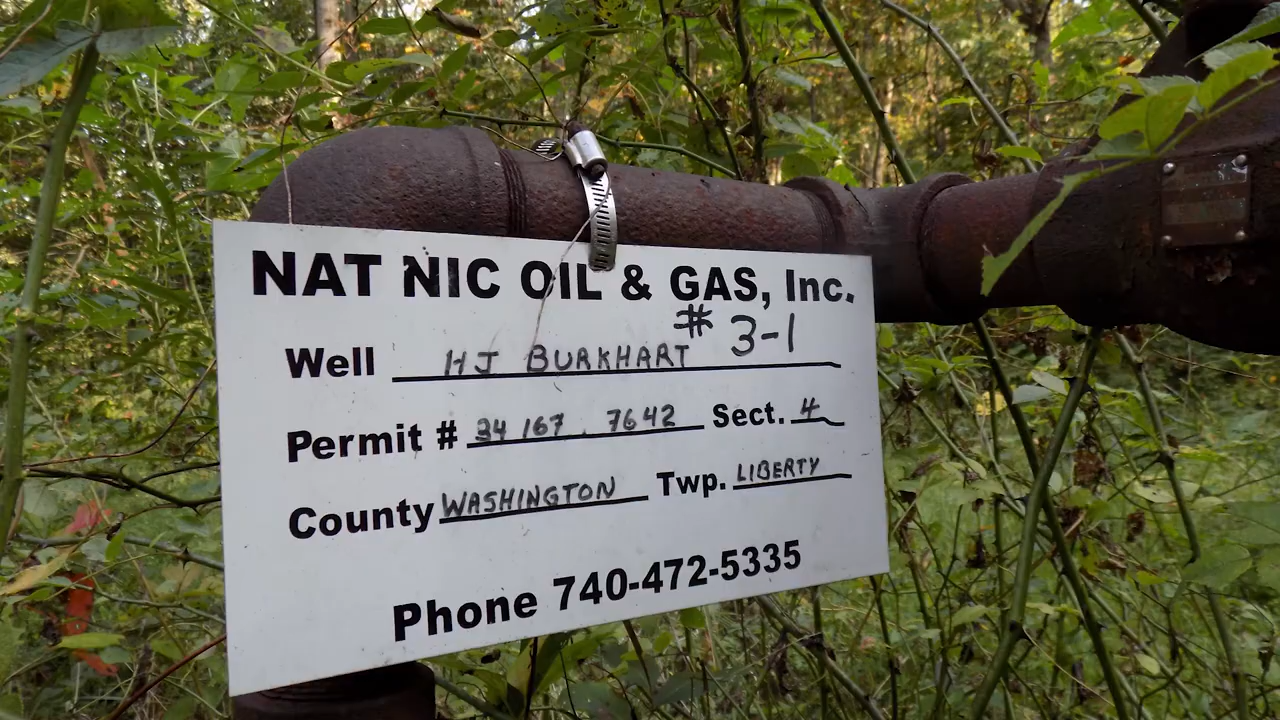 NAT NIC OIL & GAS, Inc.
Well HJ BURKHART # 3-1
Permit # 34 167 7642 Sect. 4
County WASHINGTON Twp. LIBERTY
Phone 740-472-5335